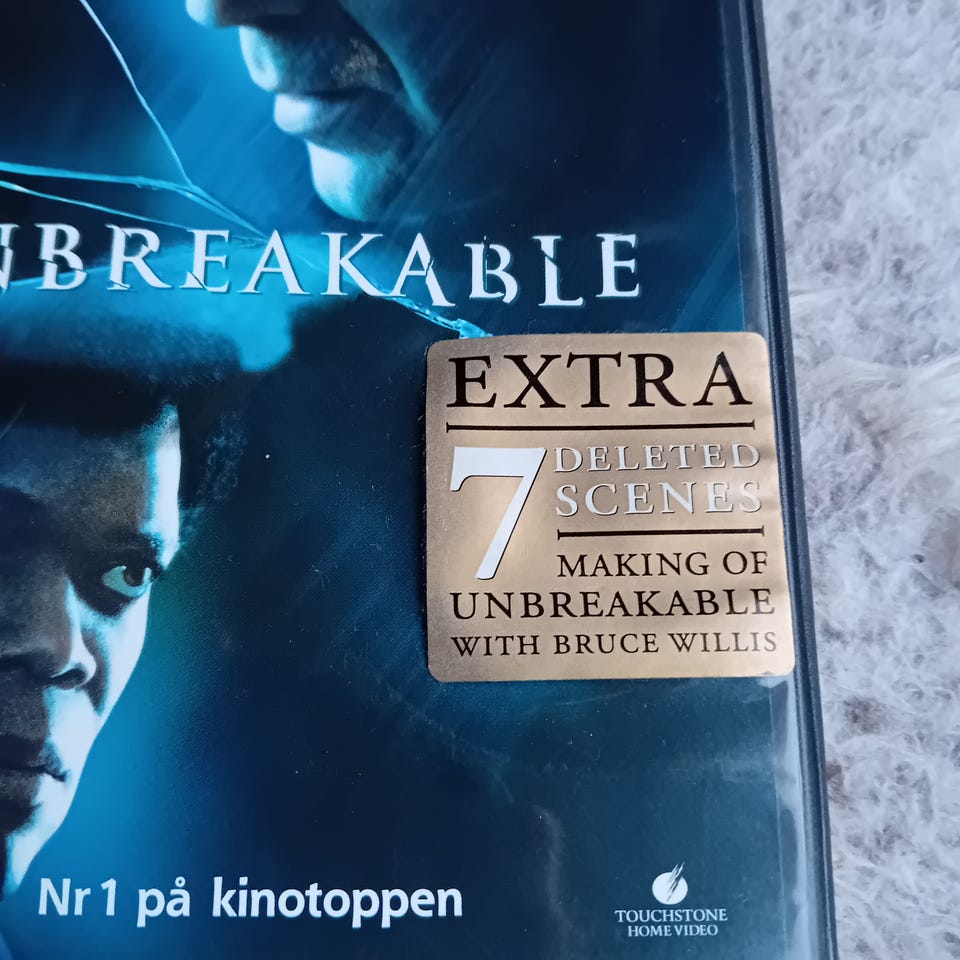 NBREAKABLE
EXTRA
7 DELETED
SCENES
MAKING OF
UNBREAKABLE
WITH BRUCE WILLIS
Nr 1 på kinotoppen
TOUCHSTONE
HOME VIDEO